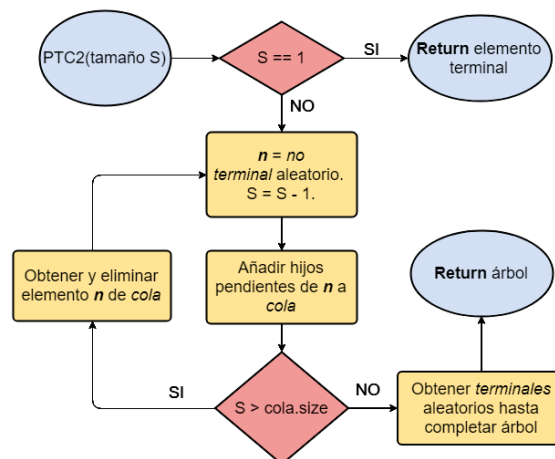 PTC2(tamaño S)
S == 1
SI
Return elemento
terminal
NO
n = no
terminal aleatorio.
S = S - 1.
Obtener y eliminar
elemento n de cola
Añadir hijos
pendientes de n a
cola
Return árbol
SI
S > cola.size
NO
Obtener terminales
aleatorios hasta
completar árbol